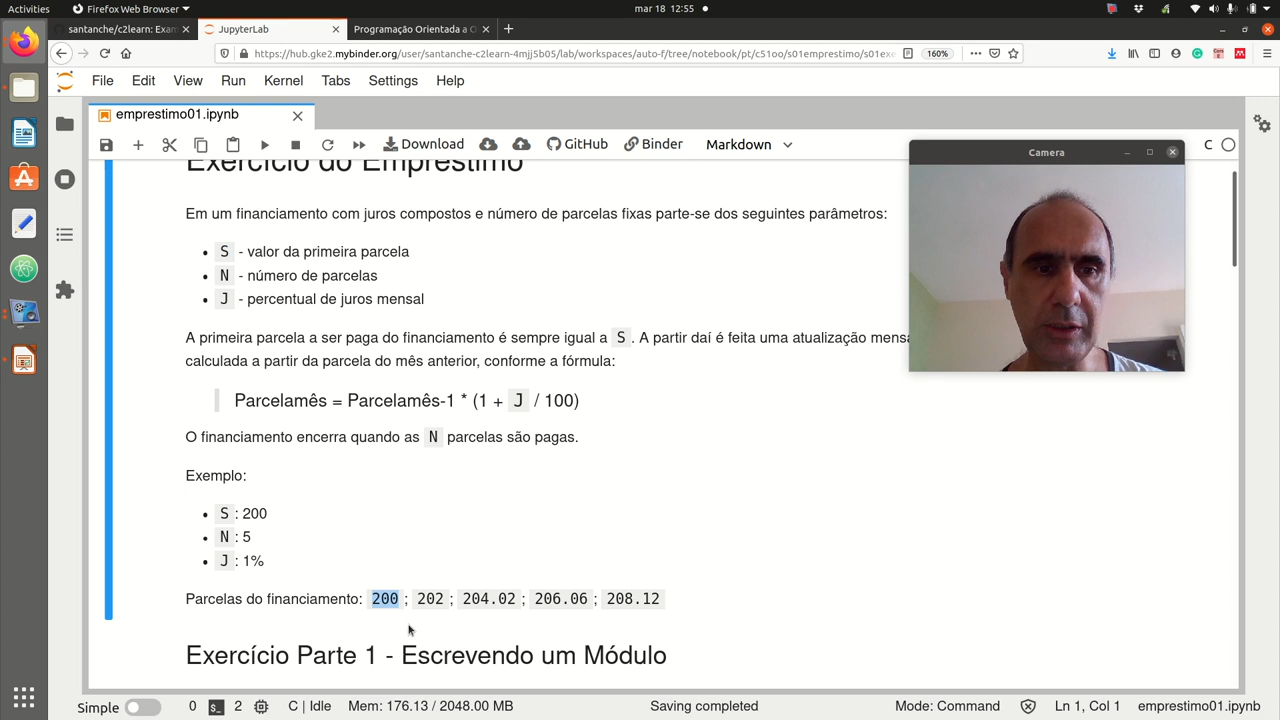 Activities
Firefox Web Browser
mar 18 12:55
santanche/c2learn: Exam
JupyterLab
Programação Orientada a O
https://hub.gke2.mybinder.org/user/santanche-c2learn-4mjj5b05/lab/workspaces/auto-f/tree/notebook/pt/c51oo/s01emprestimo/s01exe
160%
File Edit View Run Kernel Tabs Settings Help
emprestimo01.ipynb
Download GitHub Binder Markdown C
Camera
Exercício do Empréstimo
Em um financiamento com juros compostos e número de parcelas fixas parte-se dos seguintes parâmetros:
• S - valor da primeira parcela
• N - número de parcelas
• J - percentual de juros mensal
A primeira parcela a ser paga do financiamento é sempre igual a S. A partir daí é feita uma atualização mensa
calculada a partir da parcela do mês anterior, conforme a fórmula:
Parcelamês = Parcelamês-1 * (1 + J / 100)
O financiamento encerra quando as N parcelas são pagas.
Exemplo:
• S: 200
• N: 5
• J: 1%
Parcelas do financiamento: 200; 202; 204.02; 206.06; 208.12
Exercício Parte 1 - Escrevendo um Módulo
Simple 0 $_ 2 C | Idle Mem: 176.13 / 2048.00 MB Saving completed Mode: Command Ln 1, Col 1 emprestimo01.ipynb